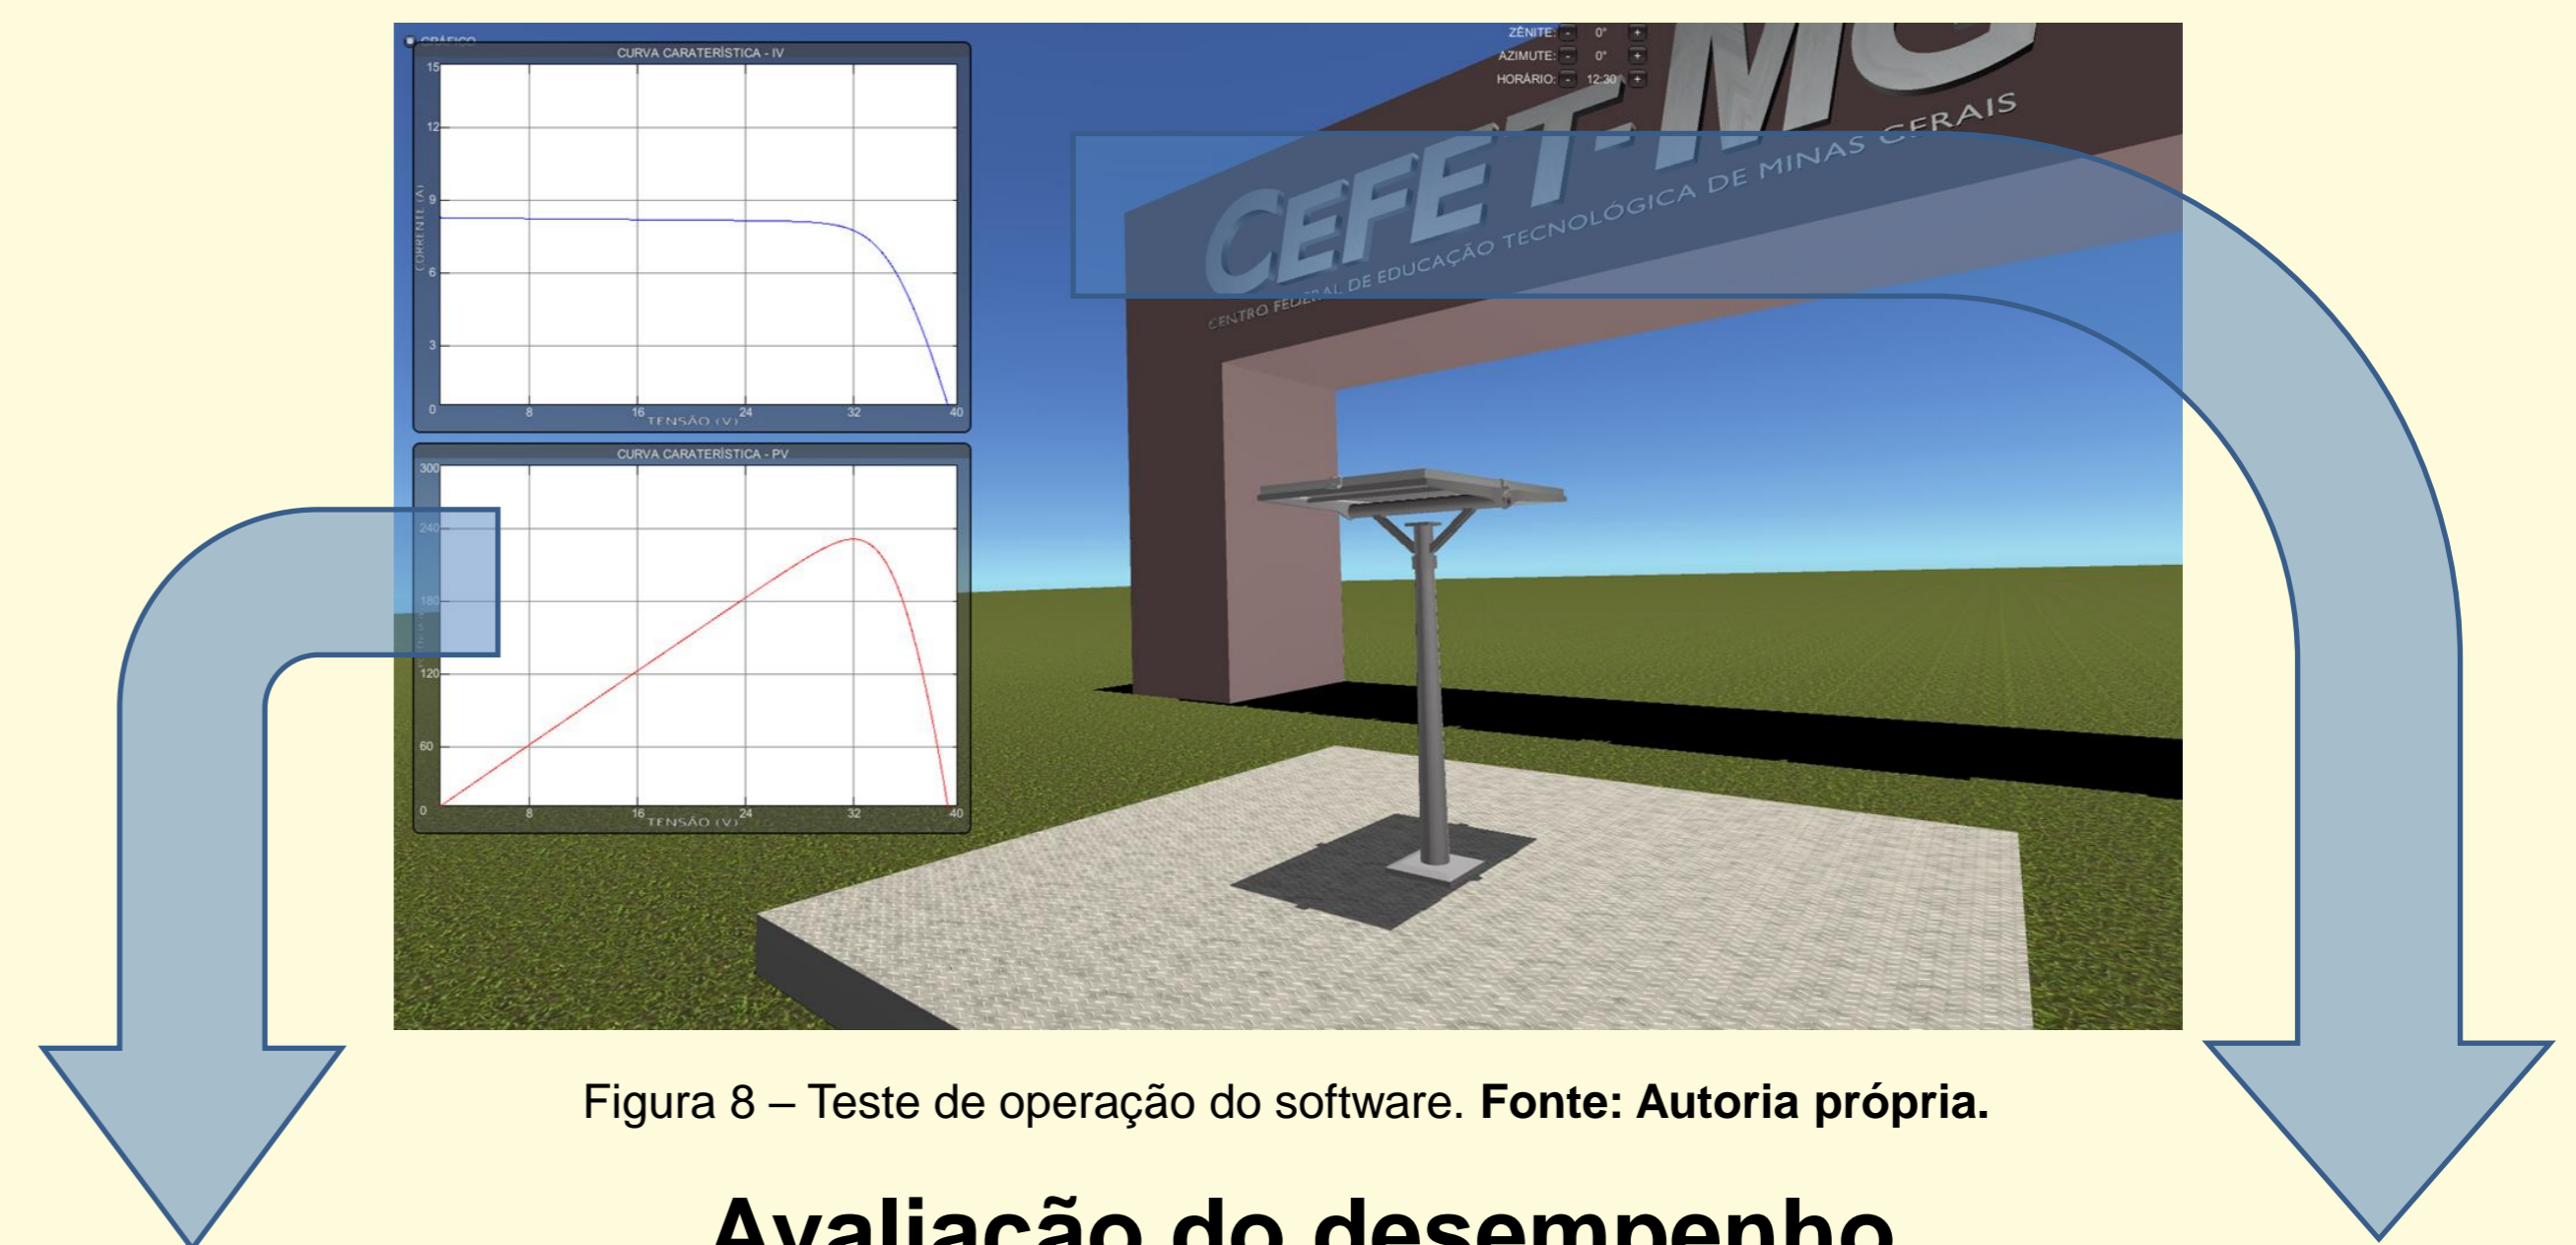 GRÁFICO
CURVA CARATERÍSTICA - IV
15
12
9
6
3
0
8
16
24
32
40
CORRENTE (A)
TENSÃO (V)
CURVA CARATERÍSTICA - PV
300
240
180
120
60
0
8
16
24
32
40
TENSÃO (V)
ZÊNITE: - 0° +
AZIMUTE: - 0° +
HORÁRIO: - 12:30 +
CEFET-MG
CENTRO FEDERAL DE EDUCAÇÃO TECNOLÓGICA DE MINAS GERAIS
Figura 8 – Teste de operação do software. Fonte: Autoria própria.
Avaliação do desempenho